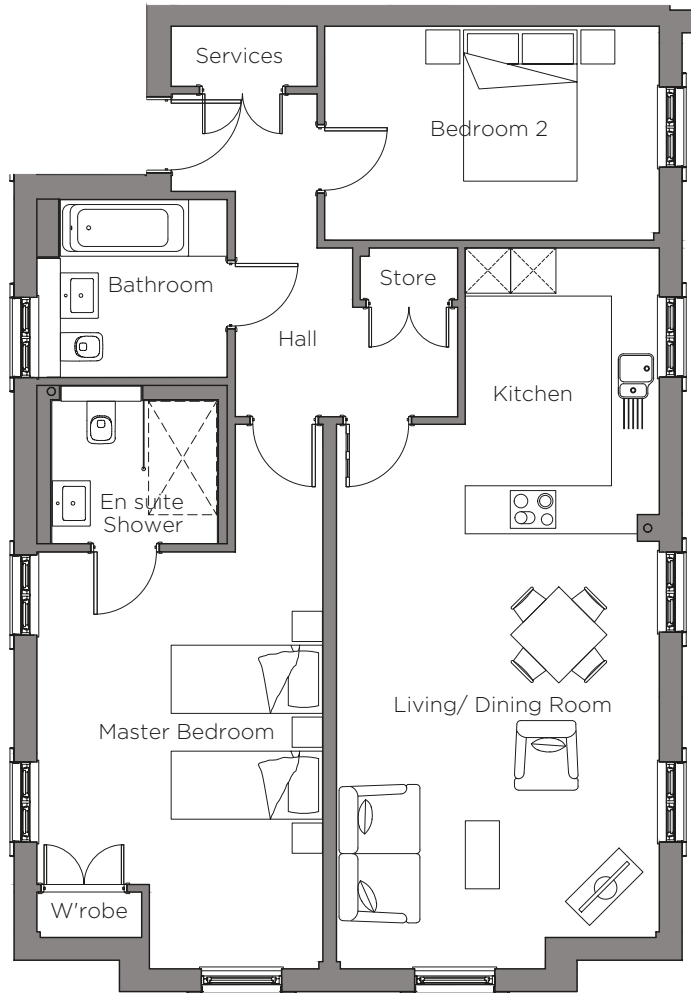 Services
Bedroom 2
Bathroom
Store
Hall
Kitchen
En suite
Shower
Living/ Dining Room
Master Bedroom
W'robe